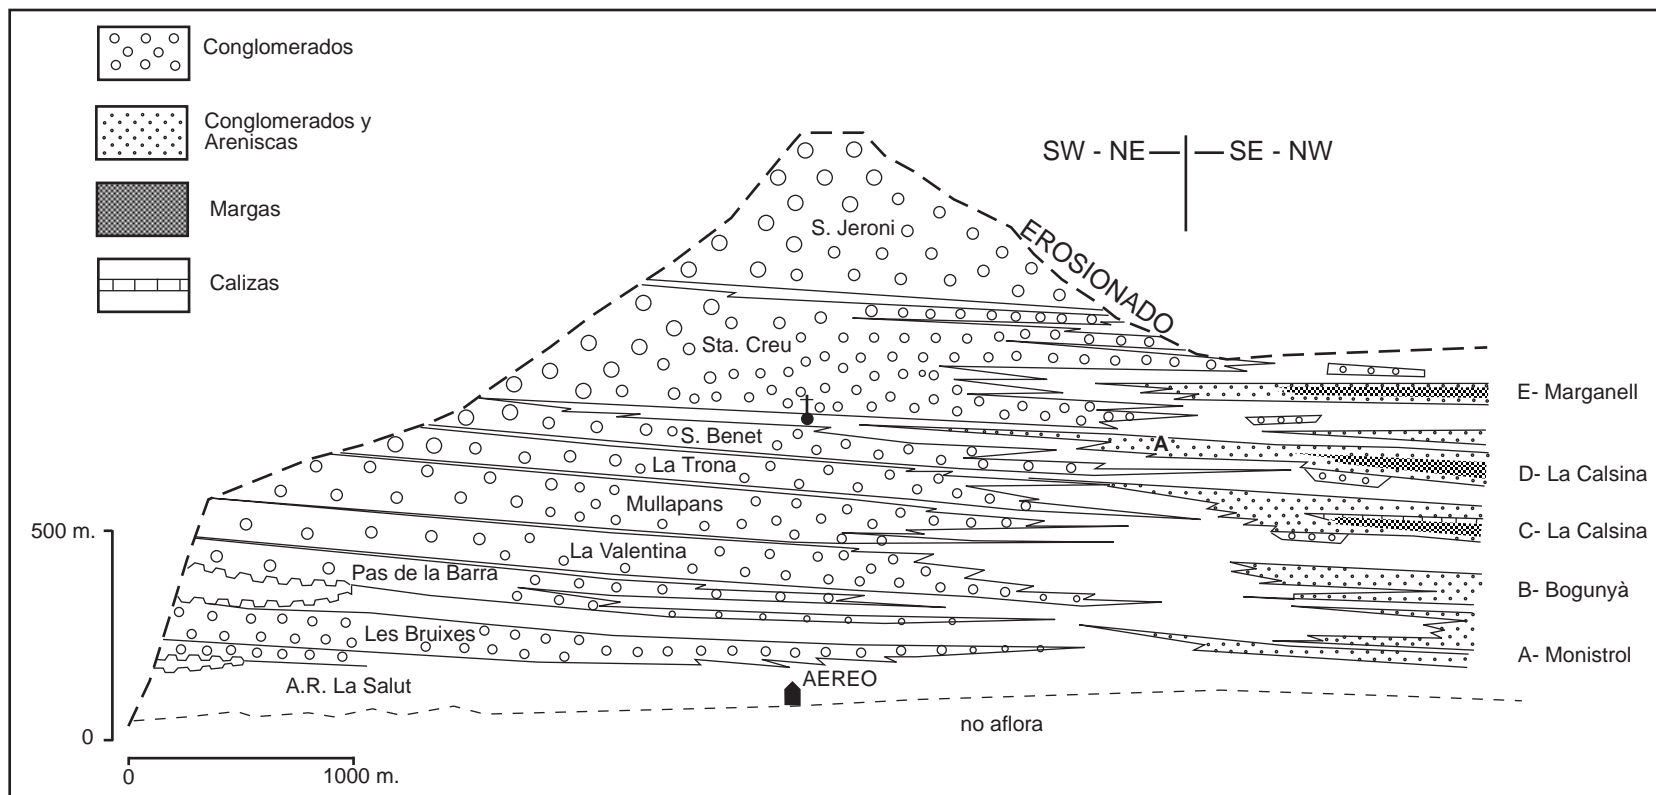 Conglomerados
Conglomerados y
Areniscas
Margas
Calizas
SW - NE
SE - NW
EROSIONADO
S. Jeroni
Sta. Creu
S. Benet
La Trona
Mullapans
La Valentina
Pas de la Barra
Les Bruixes
A.R. La Salut
AEREO
no aflora
A
E- Marganell
D- La Calsina
C- La Calsina
B- Bogunyà
A- Monistrol
500 m.
0
0
1000 m.